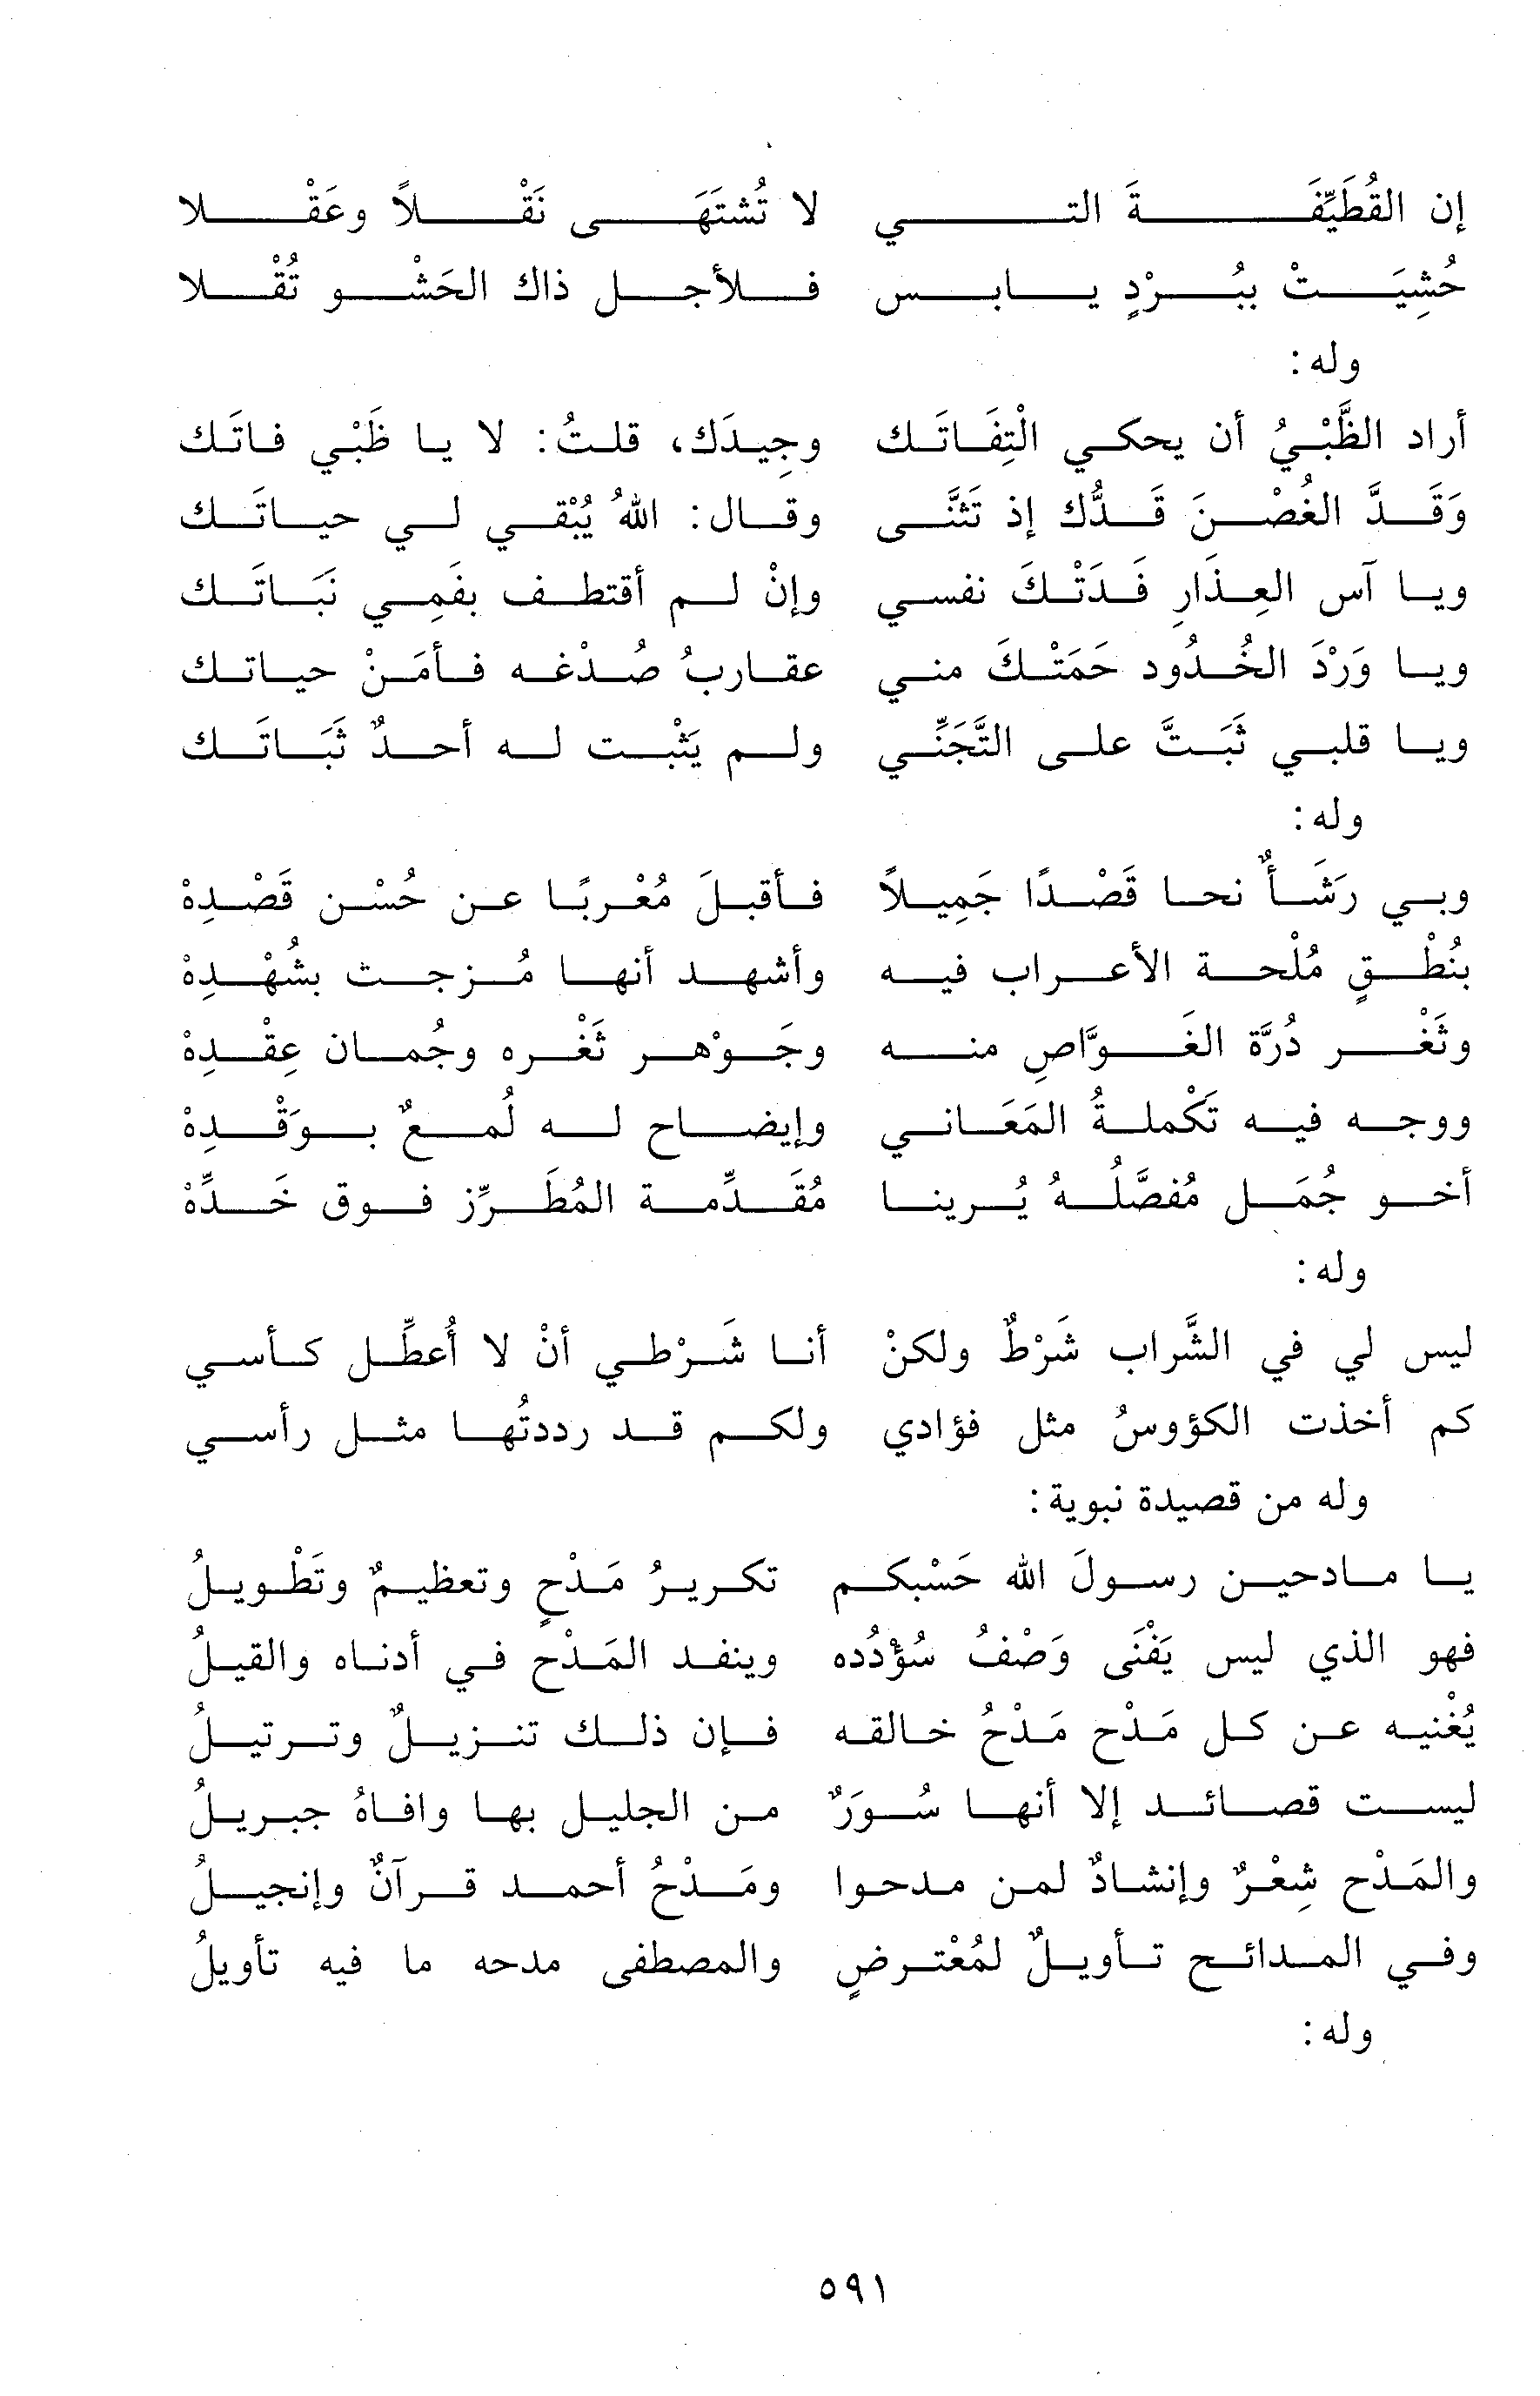 إن القُطَيِّفَةَ التي لا تُشتَهَى نَقْلاً وعَقْلا
حُشِيَتْ ببُرْدٍ يابس فلأجل ذاك الحَشْو تُقْلا
وله:
أراد الظَّبْيُ أن يحكي الْتِفَاتَك وجِيدَك، قلتُ: لا يا ظَبْي فاتَك
وَقَدَّ الغُصْنَ قَدُّك إذ تَثنَّى وقال: اللهُ يُبْقي لي حياتَك
ويا آس العِذَارِ فَدَتْكَ نفسي وإنْ لم أقتطف بفَمِي نَبَاتَك
ويا وَرْدَ الخُدُود حَمَتْكَ مني عقاربُ صُدْغه فأمَنْ حياتك
ويا قلبي ثَبَتَّ على التَّجَنِّي ولم يَثْبت له أحدٌ ثَبَاتَك
وله:
وبي رَشَأٌ نحا قَصْدًا جَمِيلاً فأقبلَ مُعْربًا عن حُسْن قَصْدِهْ
بنُطْقٍ مُلْحة الأعراب فيه وأشهد أنها مُزجت بشُهْدِهْ
وثَغْر دُرَّة الغَوَّاصِ منه وجَوْهر ثَغْره وجُمان عِقْدِهْ
ووجه فيه تَكْملةُ المَعَاني وإيضاح له لُمعٌ بوَقْدِهْ
أخو جُمَل مُفصَّلُهُ يُرينا مُقَدِّمة المُطَرِّز فوق خَدِّهْ
وله:
ليس لي في الشَّراب شَرْطٌ ولكنْ أنا شَرْطي أنْ لا أُعطِّل كأسي
كم أخذت الكؤوسُ مثل فؤادي ولكم قد رددتُها مثل رأسي
وله من قصيدة نبوية:
يا مادحين رسولَ الله حَسْبكم تكريرُ مَدْحٍ وتعظيمٌ وتَطْويلُ
فهو الذي ليس يَفْنَى وَصْفُ سُؤْدُده وينفد المَدْح في أدناه والقيلُ
يُغْنيه عن كل مَدْح مَدْحُ خالقه فإن ذلك تنزيلٌ وترتيلُ
ليست قصائد إلا أنها سُورٌ من الجليل بها وافاهُ جبريلُ
والمَدْح شِعْرٌ وإنشادٌ لمن مدحوا ومَدْحُ أحمد قرآنٌ وإنجيلُ
وفي المدائح تأويلٌ لمُعْترضٍ والمصطفى مدحه ما فيه تأويلُ
وله:
٥٩١